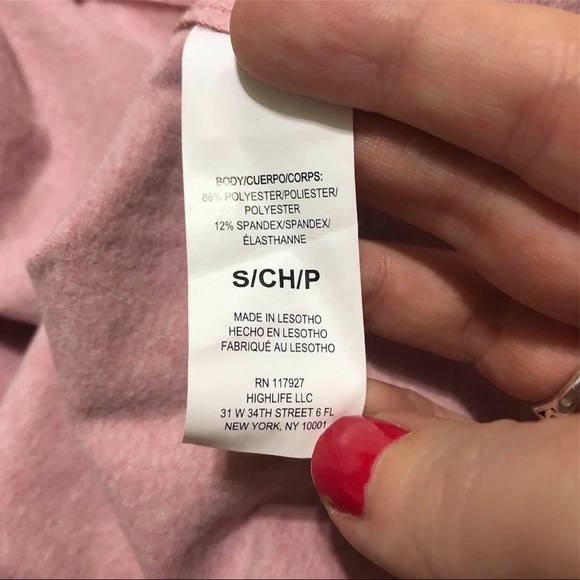 BODY/CUERPO/CORPS:
88% POLYESTER/POLIESTER/
POLYESTER
12% SPANDEX/SPANDEX/
ÉLASTHANNE
S/CH/P
MADE IN LESOTHO
HECHO EN LESOTHO
FABRIQUÉ AU LESOTHO
RN 117927
HIGHLIFE LLC
31 W 34TH STREET 6 FL
NEW YORK, NY 10001